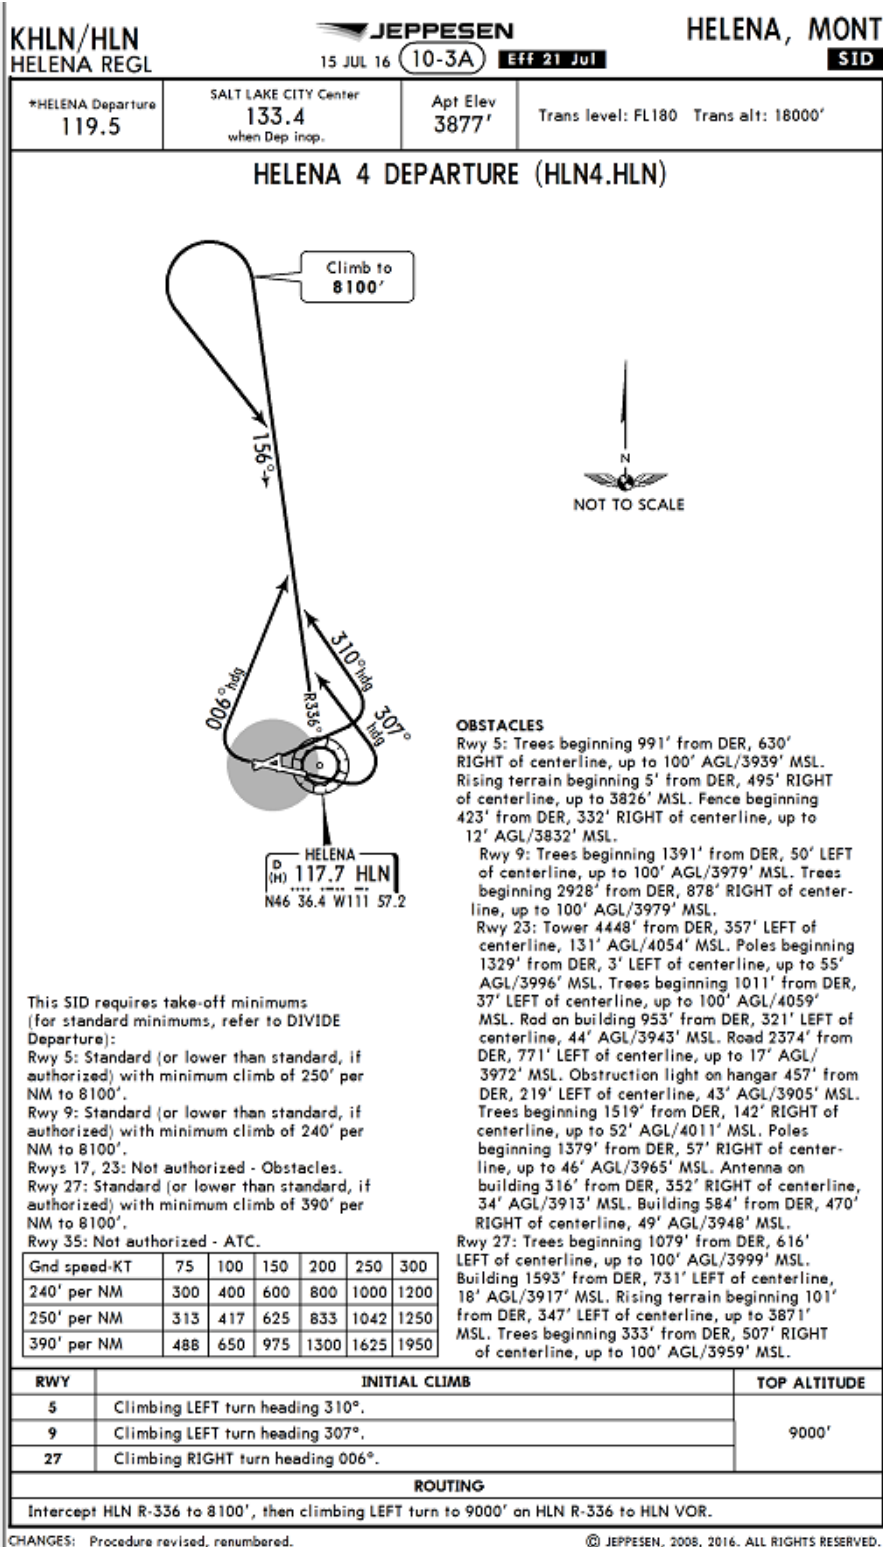 KHLN/HLN
HELENA REGL
JEPPESEN
15 JUL 16 10-3A Eff 21 Jul
HELENA, MONT
SID
*HELENA Departure
119.5
SALT LAKE CITY Center
133.4
when Dep inop.
Apt Elev
3877'
Trans level: FL180 Trans alt: 18000'
HELENA 4 DEPARTURE (HLN4.HLN)
Climb to
8100'
156°
N
NOT TO SCALE
006° hdg
310° hdg
R336°
307° hdg
HELENA
D
(H) 117.7 HLN
N46 36.4 W111 57.2
OBSTACLES
Rwy 5: Trees beginning 991' from DER, 630'
RIGHT of centerline, up to 100' AGL/3939' MSL.
Rising terrain beginning 5' from DER, 495' RIGHT
of centerline, up to 3826' MSL. Fence beginning
423' from DER, 332' RIGHT of centerline, up to
12' AGL/3832' MSL.
Rwy 9: Trees beginning 1391' from DER, 50' LEFT
of centerline, up to 100' AGL/3979' MSL. Trees
beginning 2928' from DER, 878' RIGHT of center-
line, up to 100' AGL/3979' MSL.
Rwy 23: Tower 4448' from DER, 357' LEFT of
centerline, 131' AGL/4054' MSL. Poles beginning
1329' from DER, 3' LEFT of centerline, up to 55'
AGL/3996' MSL. Trees beginning 1011' from DER,
37' LEFT of centerline, up to 100' AGL/4059'
MSL. Rod on building 953' from DER, 321' LEFT of
centerline, 44' AGL/3943' MSL. Road 2374' from
DER, 771' LEFT of centerline, up to 17' AGL/
3972' MSL. Obstruction light on hangar 457' from
DER, 219' LEFT of centerline, 43' AGL/3905' MSL.
Trees beginning 1519' from DER, 142' RIGHT of
centerline, up to 52' AGL/4011' MSL. Poles
beginning 1379' from DER, 57' RIGHT of center-
line, up to 46' AGL/3965' MSL. Antenna on
building 316' from DER, 352' RIGHT of centerline,
34' AGL/3913' MSL. Building 584' from DER, 470'
RIGHT of centerline, 49' AGL/3948' MSL.
Rwy 27: Trees beginning 1079' from DER, 616'
LEFT of centerline, up to 100' AGL/3999' MSL.
Building 1593' from DER, 731' LEFT of centerline,
18' AGL/3917' MSL. Rising terrain beginning 101'
from DER, 347' LEFT of centerline, up to 3871'
MSL. Trees beginning 333' from DER, 507' RIGHT
of centerline, up to 100' AGL/3959' MSL.
This SID requires take-off minimums
(for standard minimums, refer to DIVIDE
Departure):
Rwy 5: Standard (or lower than standard, if
authorized) with minimum climb of 250' per
NM to 8100'.
Rwy 9: Standard (or lower than standard, if
authorized) with minimum climb of 240' per
NM to 8100'.
Rwys 17, 23: Not authorized - Obstacles.
Rwy 27: Standard (or lower than standard, if
authorized) with minimum climb of 390' per
NM to 8100'.
Rwy 35: Not authorized - ATC.
Gnd speed-KT 75 100 150 200 250 300
240' per NM 300 400 600 800 1000 1200
250' per NM 313 417 625 833 1042 1250
390' per NM 488 650 975 1300 1625 1950
RWY INITIAL CLIMB TOP ALTITUDE
5 Climbing LEFT turn heading 310°.
9 Climbing LEFT turn heading 307°. 9000'
27 Climbing RIGHT turn heading 006°.
ROUTING
Intercept HLN R-336 to 8100', then climbing LEFT turn to 9000' on HLN R-336 to HLN VOR.
CHANGES: Procedure revised, renumbered. © JEPPESEN, 2008, 2016. ALL RIGHTS RESERVED.